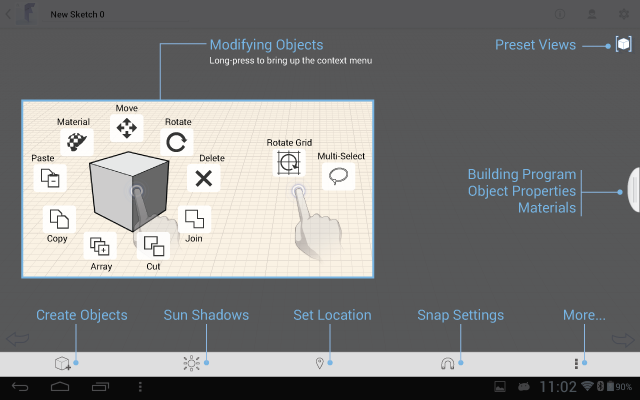 New Sketch 0
Modifying Objects
Long-press to bring up the context menu
Preset Views
Move
Material
Rotate
Paste
Delete
Rotate Grid
Multi-Select
Copy
Join
Array
Cut
Building Program
Object Properties
Materials
Create Objects
Sun Shadows
Set Location
Snap Settings
More...
11:02
90%